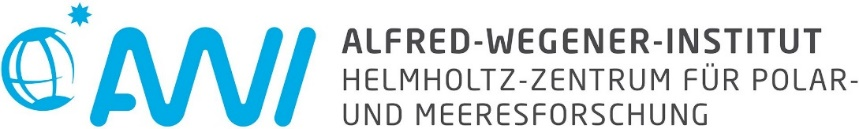 AWI
ALFRED-WEGENER-INSTITUT
HELMHOLTZ-ZENTRUM FÜR POLAR-
UND MEERESFORSCHUNG